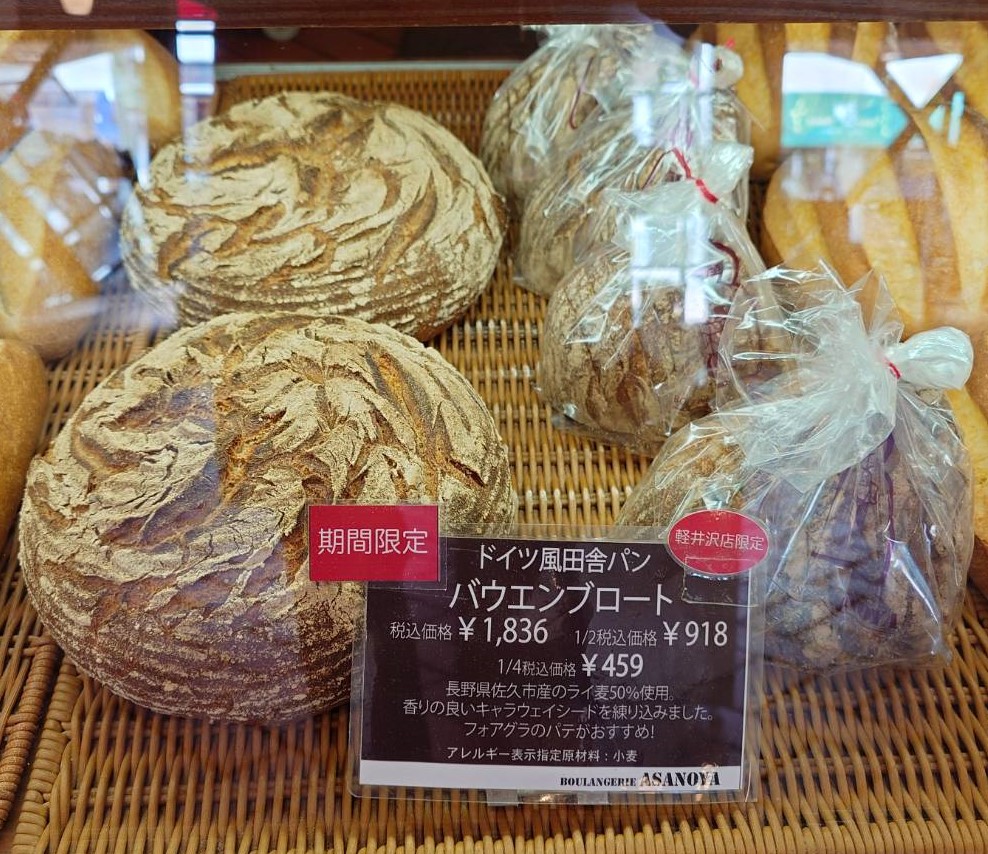 期間限定
軽井沢店限定
ドイツ風田舎パン
バウエンブロート
税込価格 ¥1,836 1/2税込価格 ¥918
1/4税込価格 ¥459
長野県佐久市産のライ麦50%使用。
香りの良いキャラウェイシードを練り込みました。
フォアグラのパテがおすすめ!
アレルギー表示指定原材料:小麦
BOULANGERIE ASANOYA